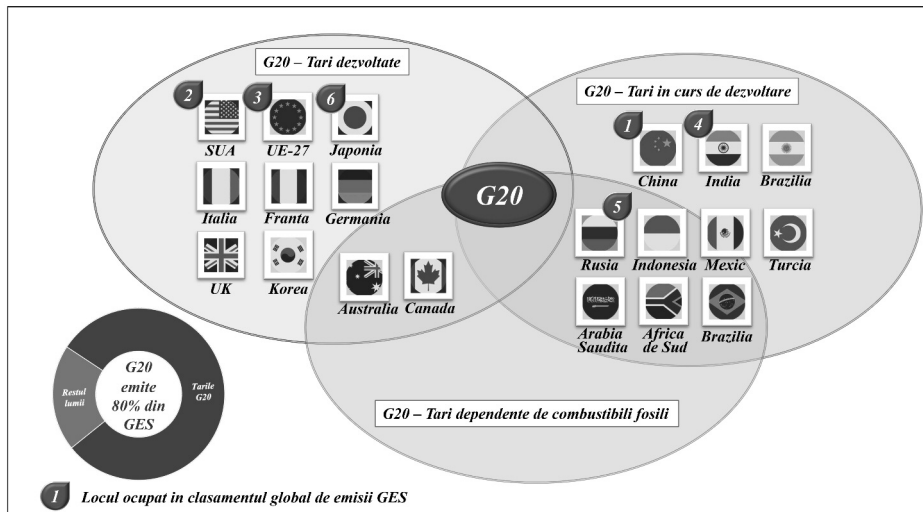 G20 – Tari dezvoltate
2
3
6
SUA
UE-27
Japonia
Italia
Franta
Germania
UK
Korea
Australia
Canada
G20
G20 – Tari in curs de dezvoltare
1
4
China
India
Brazilia
5
Rusia
Indonesia
Mexic
Turcia
Arabia
Saudita
Africa
de Sud
Brazilia
G20 – Tari dependente de combustibili fosili
Restul
lumii
G20
emite
80% din
GES
Tarile
G20
1
Locul ocupat in clasamentul global de emisii GES